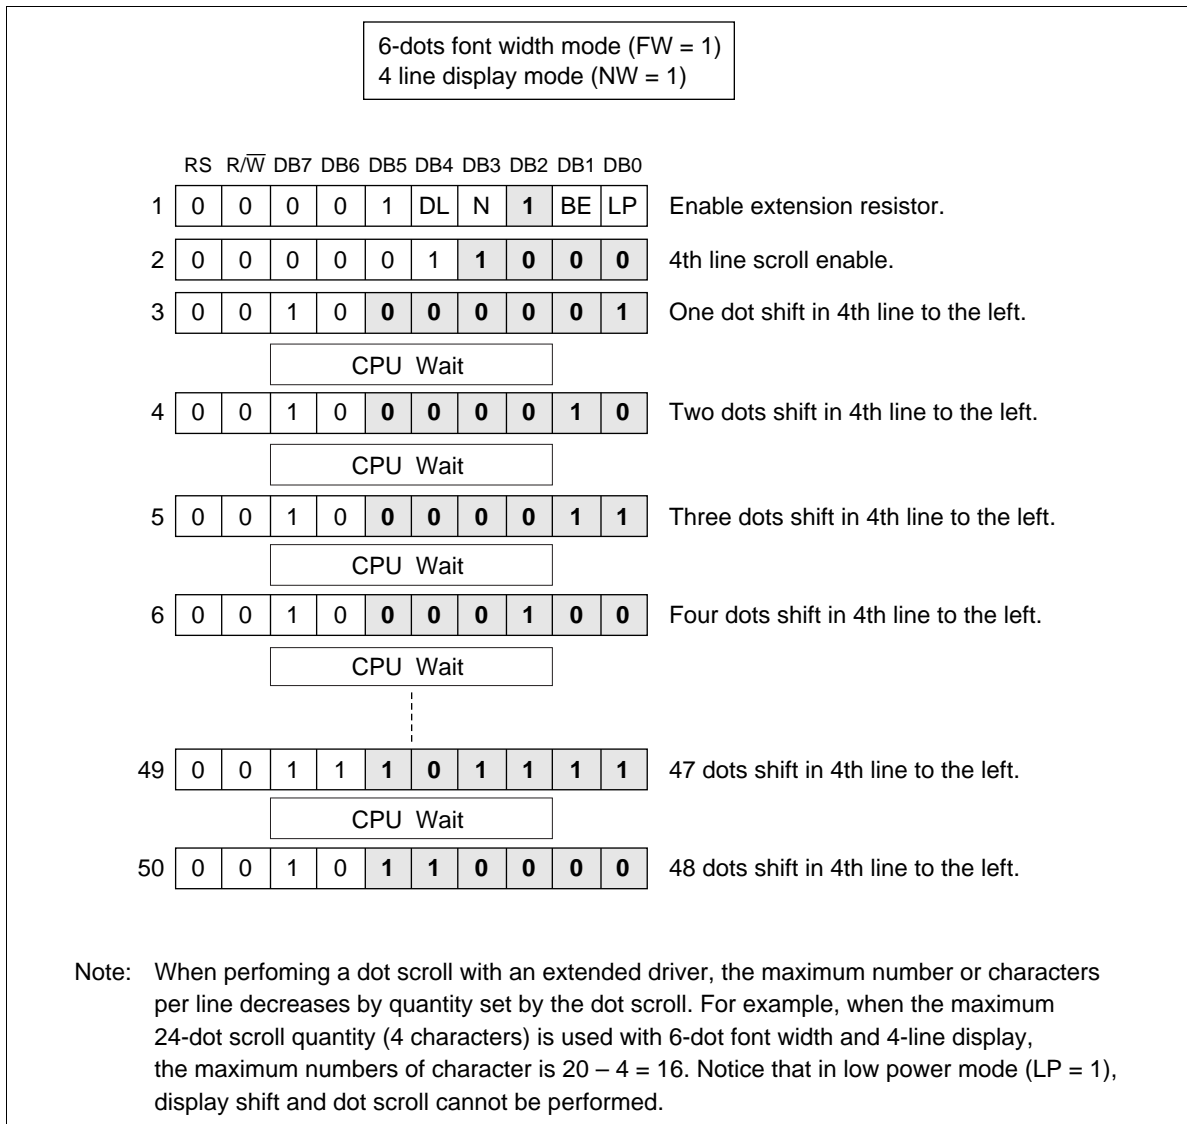 6-dots font width mode (FW = 1)
4 line display mode (NW = 1)
RS R/W̅ DB7 DB6 DB5 DB4 DB3 DB2 DB1 DB0
1 0 0 0 0 1 DL N 1 BE LP Enable extension resistor.
2 0 0 0 0 0 1 1 0 0 0 4th line scroll enable.
3 0 0 1 0 0 0 0 0 0 1 One dot shift in 4th line to the left.
CPU Wait
4 0 0 1 0 0 0 0 0 1 0 Two dots shift in 4th line to the left.
CPU Wait
5 0 0 1 0 0 0 0 0 1 1 Three dots shift in 4th line to the left.
CPU Wait
6 0 0 1 0 0 0 0 1 0 0 Four dots shift in 4th line to the left.
CPU Wait
49 0 0 1 1 1 0 1 1 1 1 47 dots shift in 4th line to the left.
CPU Wait
50 0 0 1 0 1 1 0 0 0 0 48 dots shift in 4th line to the left.
Note: When perfoming a dot scroll with an extended driver, the maximum number or characters
per line decreases by quantity set by the dot scroll. For example, when the maximum
24-dot scroll quantity (4 characters) is used with 6-dot font width and 4-line display,
the maximum numbers of character is 20 – 4 = 16. Notice that in low power mode (LP = 1),
display shift and dot scroll cannot be performed.